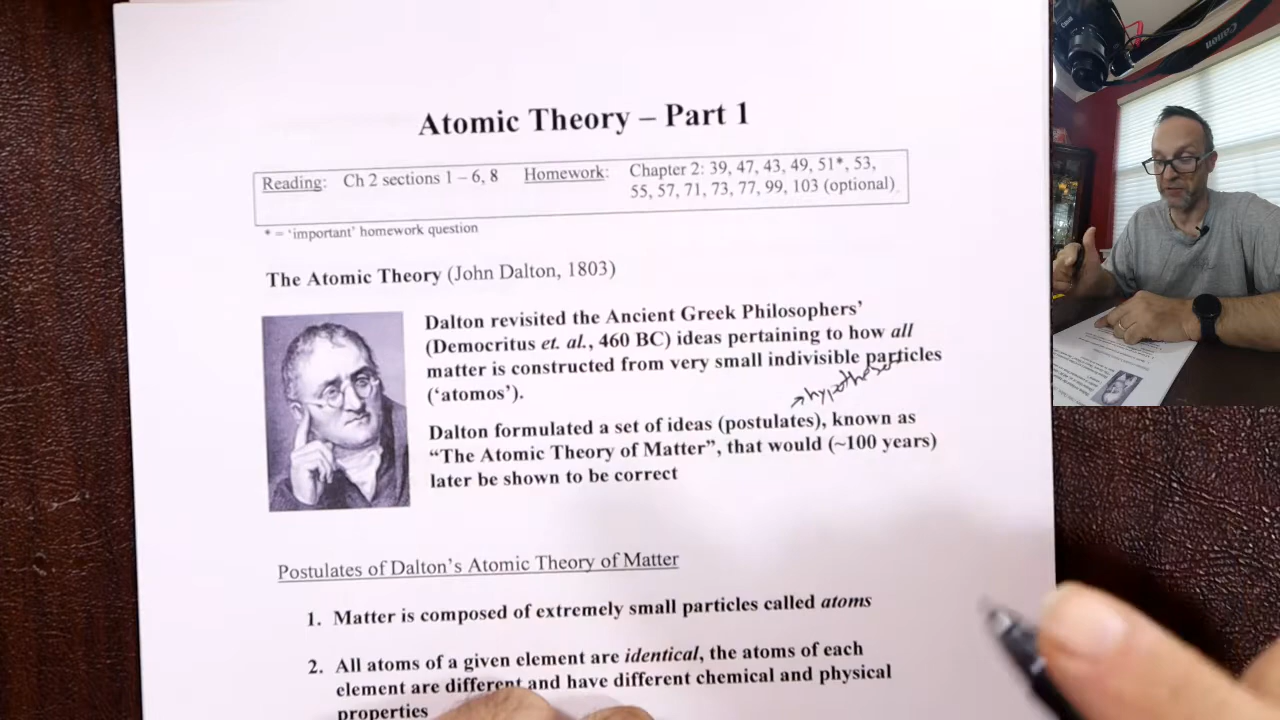 Atomic Theory – Part 1
Reading: Ch 2 sections 1 – 6, 8 Homework: Chapter 2: 39, 47, 43, 49, 51*, 53,
55, 57, 71, 73, 77, 99, 103 (optional)
* = 'important' homework question
The Atomic Theory (John Dalton, 1803)
Dalton revisited the Ancient Greek Philosophers'
(Democritus et. al., 460 BC) ideas pertaining to how all
matter is constructed from very small indivisible particles
('atomos').
→hypotheses
Dalton formulated a set of ideas (postulates), known as
"The Atomic Theory of Matter", that would (~100 years)
later be shown to be correct
Postulates of Dalton's Atomic Theory of Matter
1. Matter is composed of extremely small particles called atoms
2. All atoms of a given element are identical, the atoms of each
element are different and have different chemical and physical
properties
Canon